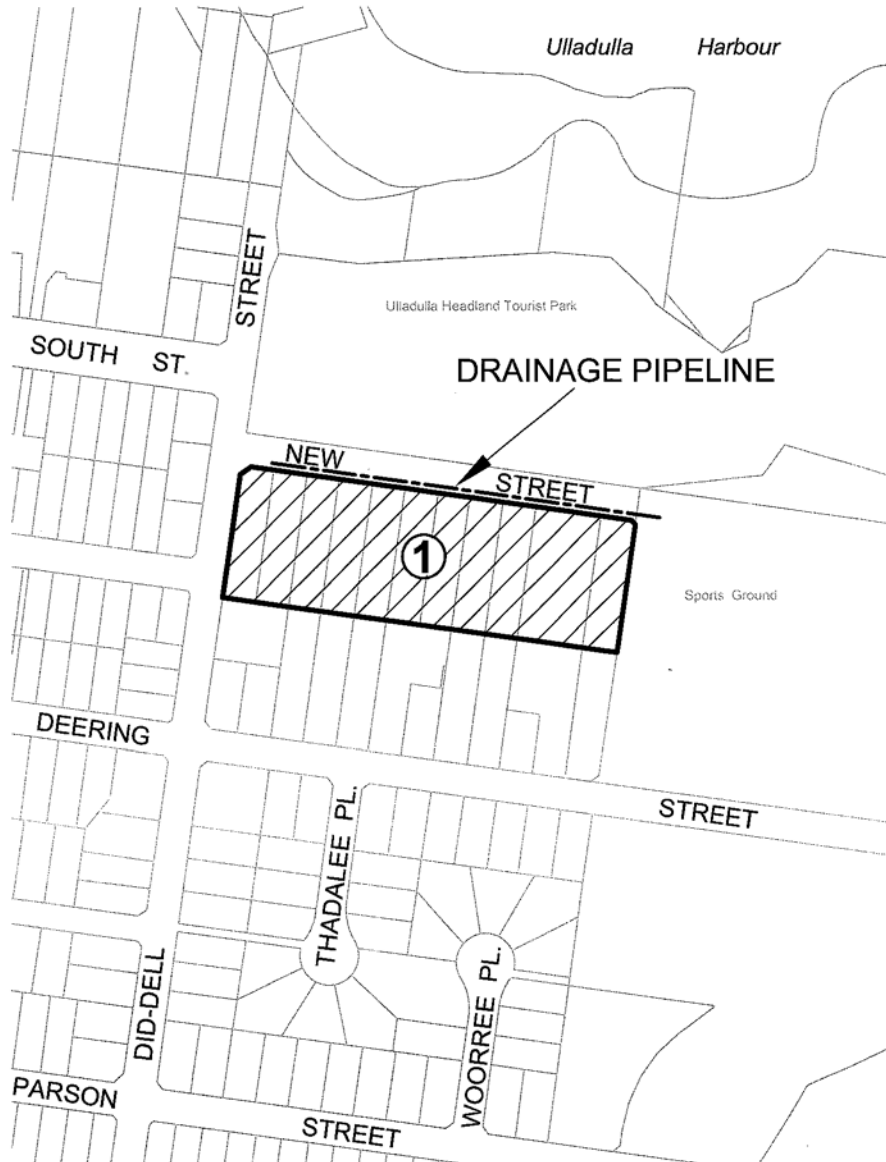 Ulladulla Harbour
STREET
Ulladulla Headland Tourist Park
SOUTH ST.
DRAINAGE PIPELINE
NEW STREET
1
Sports Ground
DEERING STREET
THADALEE PL.
DID-DELL
WOORREE PL.
PARSON STREET